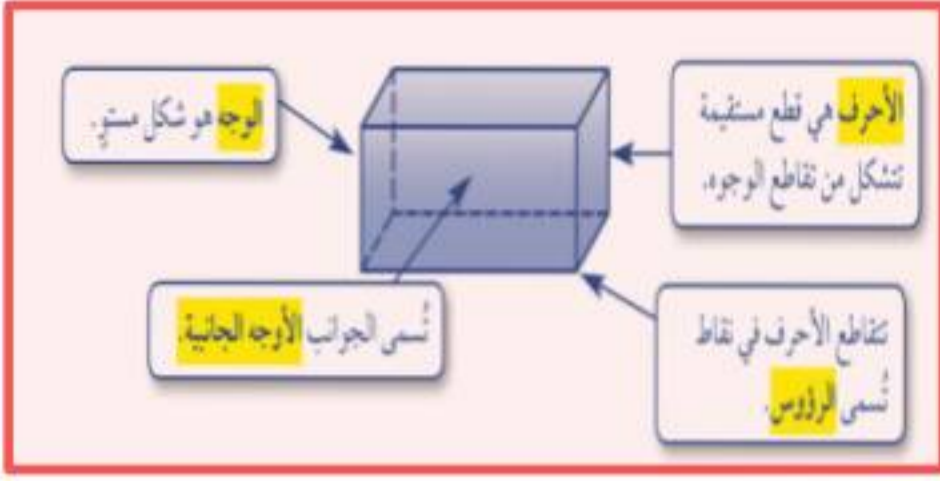 الأحرف هي قطع مستقيمة
تتشكل من تقاطع الوجوه.
الوجه هو شكل مستوٍ.
تُسمى الجوانب الأوجه الجانبية.
تتقاطع الأحرف في نقاط
تُسمى الرؤوس.